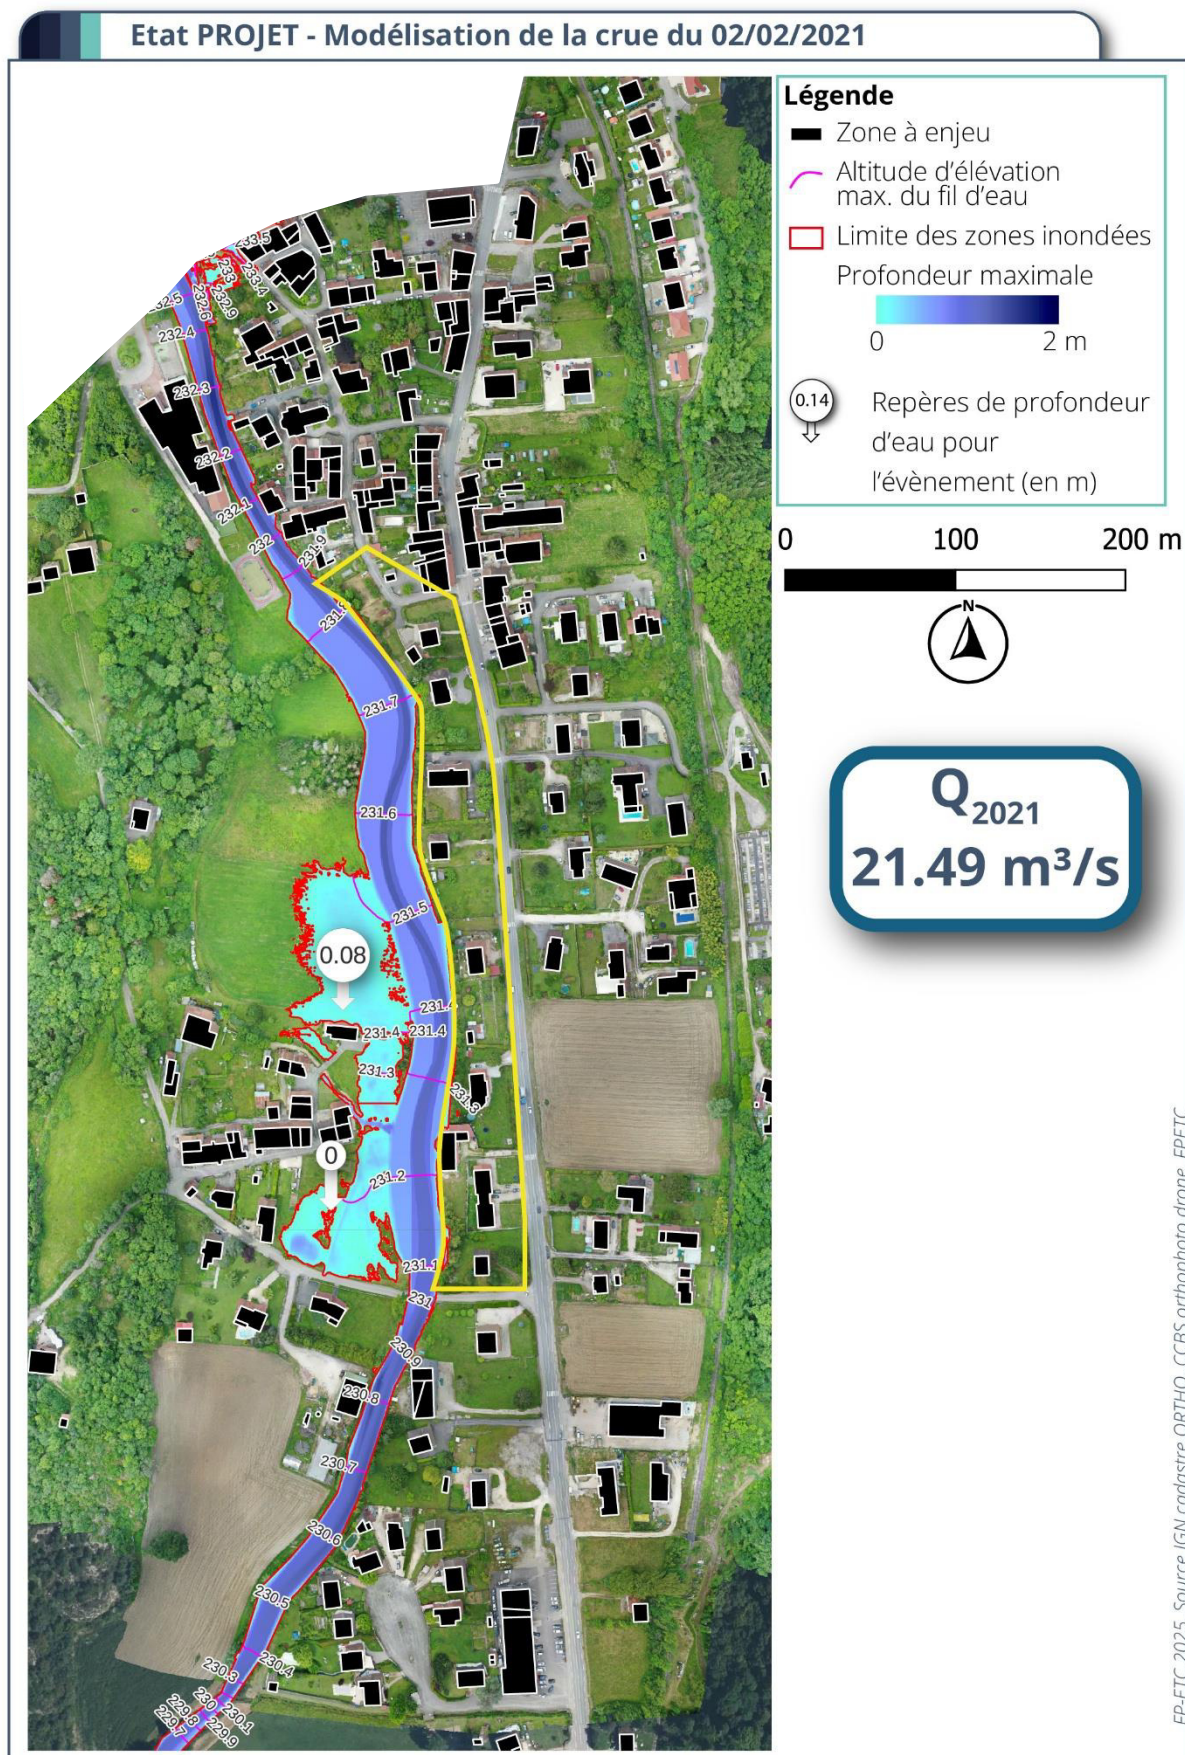 Etat PROJET - Modélisation de la crue du 02/02/2021
Légende
Zone à enjeu
Altitude d'élévation
max. du fil d'eau
Limite des zones inondées
Profondeur maximale
0 2 m
0.14
Repères de profondeur
d'eau pour
l'évènement (en m)
0 100 200 m
N
Q2021
21.49 m³/s
233.5
233
233.4
232.9
232.6
232.5
232.4
232.3
232.2
232.1
232
231.9
231.8
231.7
231.6
231.5
0.08
231.4
231.4
231.4
231.3
231.3
0
231.2
231.1
231
230.9
230.8
230.7
230.6
230.5
230.4
230.3
230.1
230
229.9
229.8
229.7
EP-ETC 2025, Source IGN cadastre ORTHO, CCBS orthophoto drone, EPETC